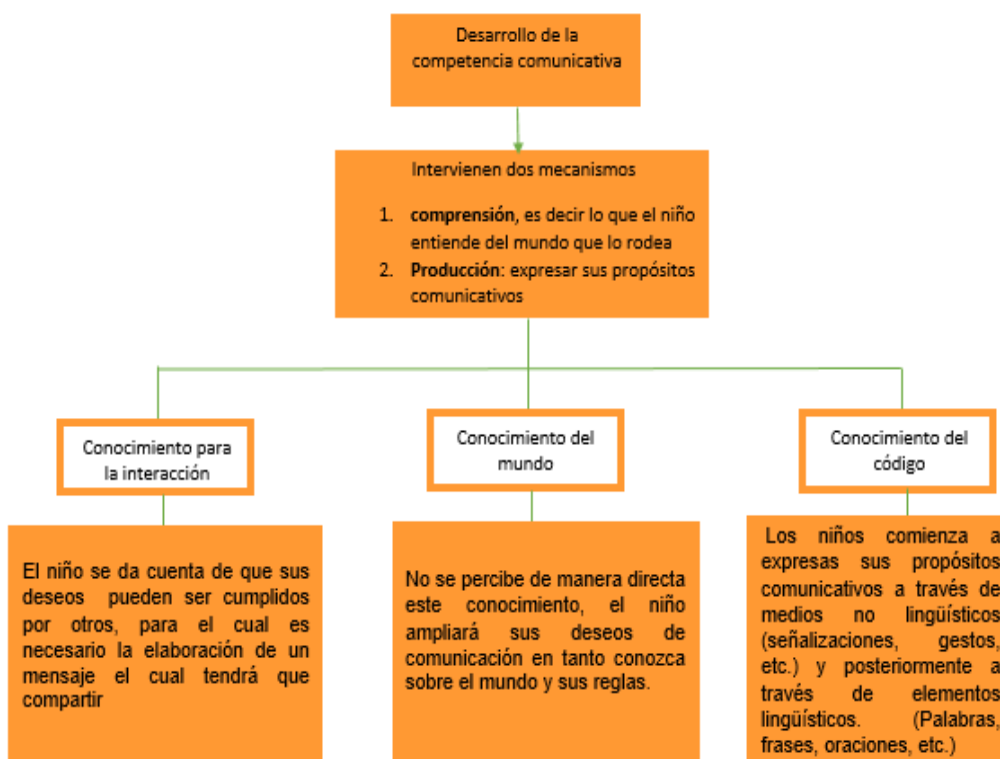 Desarrollo de la
competencia comunicativa
Intervienen dos mecanismos
1. comprensión, es decir lo que el niño
entiende del mundo que lo rodea
2. Producción: expresar sus propósitos
comunicativos
Conocimiento para
la interacción
El niño se da cuenta de que sus
deseos pueden ser cumplidos
por otros, para el cual es
necesario la elaboración de un
mensaje el cual tendrá que
compartir
Conocimiento del
mundo
No se percibe de manera directa
este conocimiento, el niño
ampliará sus deseos de
comunicación en tanto conozca
sobre el mundo y sus reglas.
Conocimiento del
código
Los niños comienza a
expresas sus propósitos
comunicativos a través de
medios no lingüísticos
(señalizaciones, gestos,
etc.) y posteriormente a
través de elementos
lingüísticos. (Palabras,
frases, oraciones, etc.)